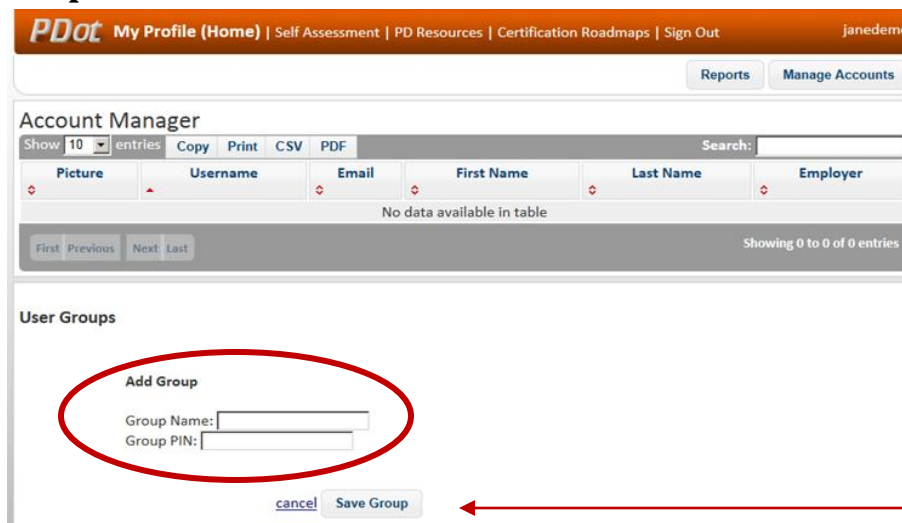 PDot My Profile (Home) | Self Assessment | PD Resources | Certification Roadmaps | Sign Out janedem
Reports Manage Accounts
Account Manager
Show 10 entries Copy Print CSV PDF Search:
Picture Username Email First Name Last Name Employer
No data available in table
First Previous Next Last Showing 0 to 0 of 0 entries
User Groups
Add Group
Group Name:
Group PIN:
cancel Save Group